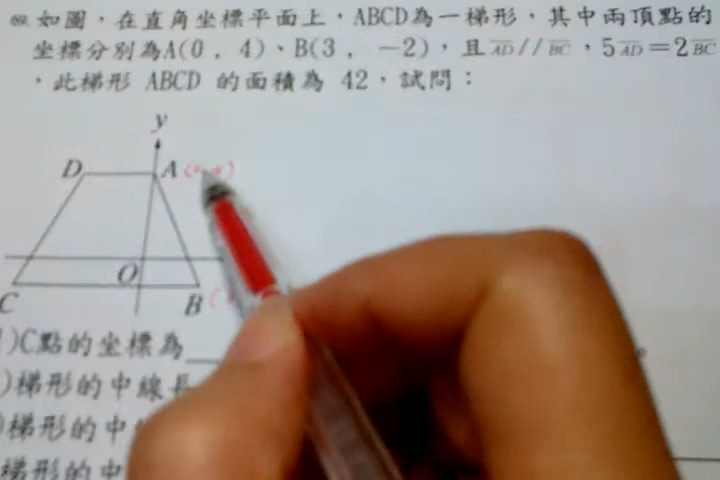 69. 如圖，在直角坐標平面上，ABCD為一梯形，其中兩頂點的
坐標分別為A(0，4)、B(3，－2)，且AD//BC，5AD＝2BC
，此梯形 ABCD 的面積為 42，試問：
y
D A
O
C B
)C點的坐標為
)梯形的中線長
)梯形的中
梯形的中